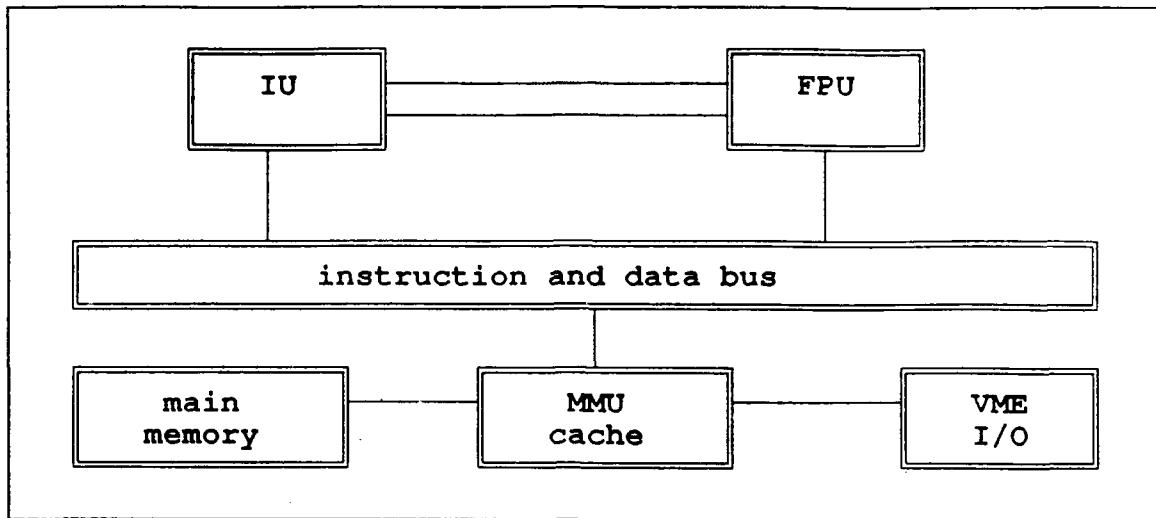 IU
FPU
instruction and data bus
main
memory
MMU
cache
VME
I/O